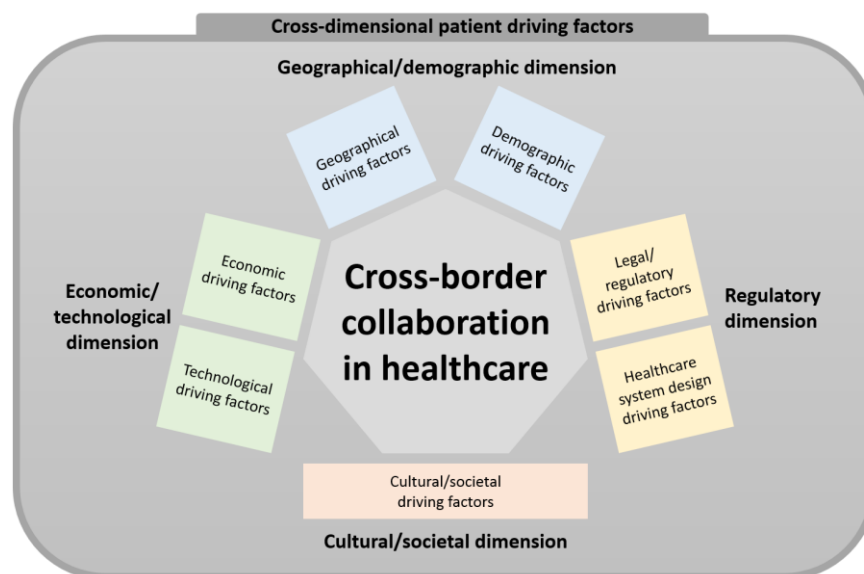 Cross-dimensional patient driving factors
Geographical/demographic dimension
Geographical
driving factors
Demographic
driving factors
Economic
driving factors
Legal/
regulatory
driving factors
Cross-border
collaboration
in healthcare
Economic/
technological
dimension
Regulatory
dimension
Technological
driving factors
Healthcare
system design
driving factors
Cultural/societal
driving factors
Cultural/societal dimension